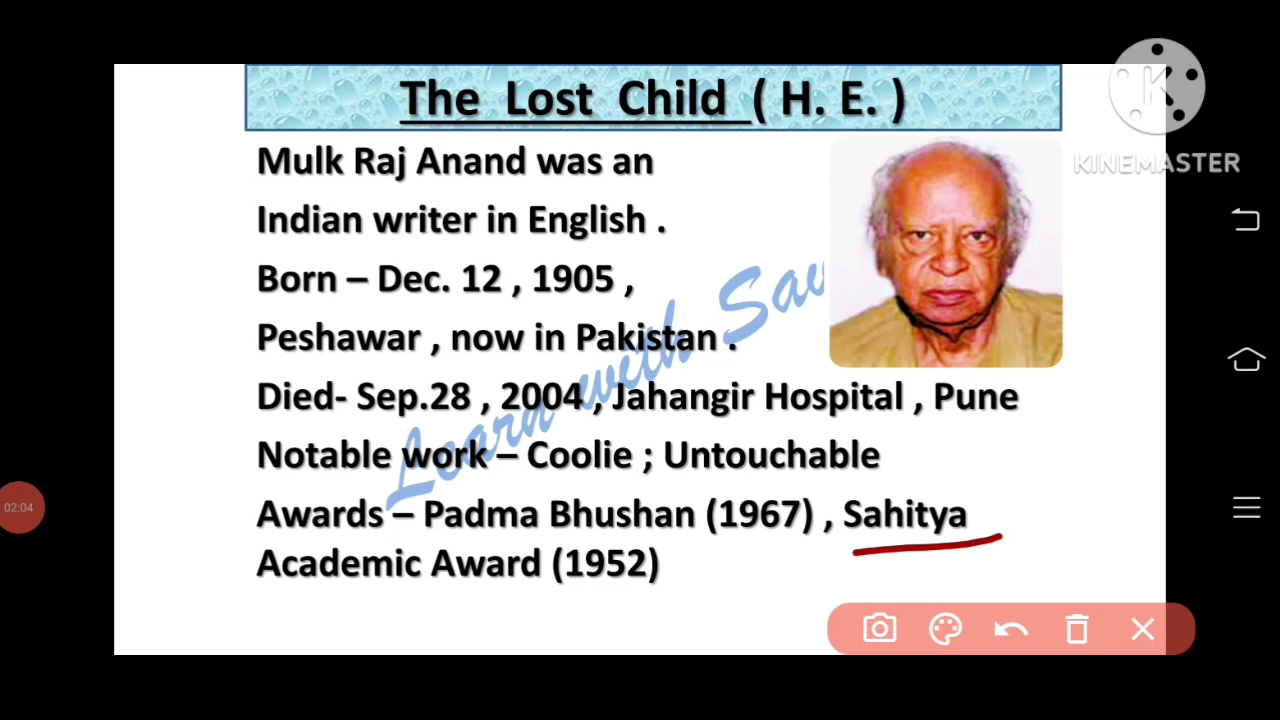 The Lost Child ( H. E. )
KINEMASTER
Mulk Raj Anand was an
Indian writer in English .
Born – Dec. 12 , 1905 ,
Peshawar , now in Pakistan .
Died- Sep.28 , 2004 , Jahangir Hospital , Pune
Notable work – Coolie ; Untouchable
Awards – Padma Bhushan (1967) , Sahitya
Academic Award (1952)
Learn with
02:04